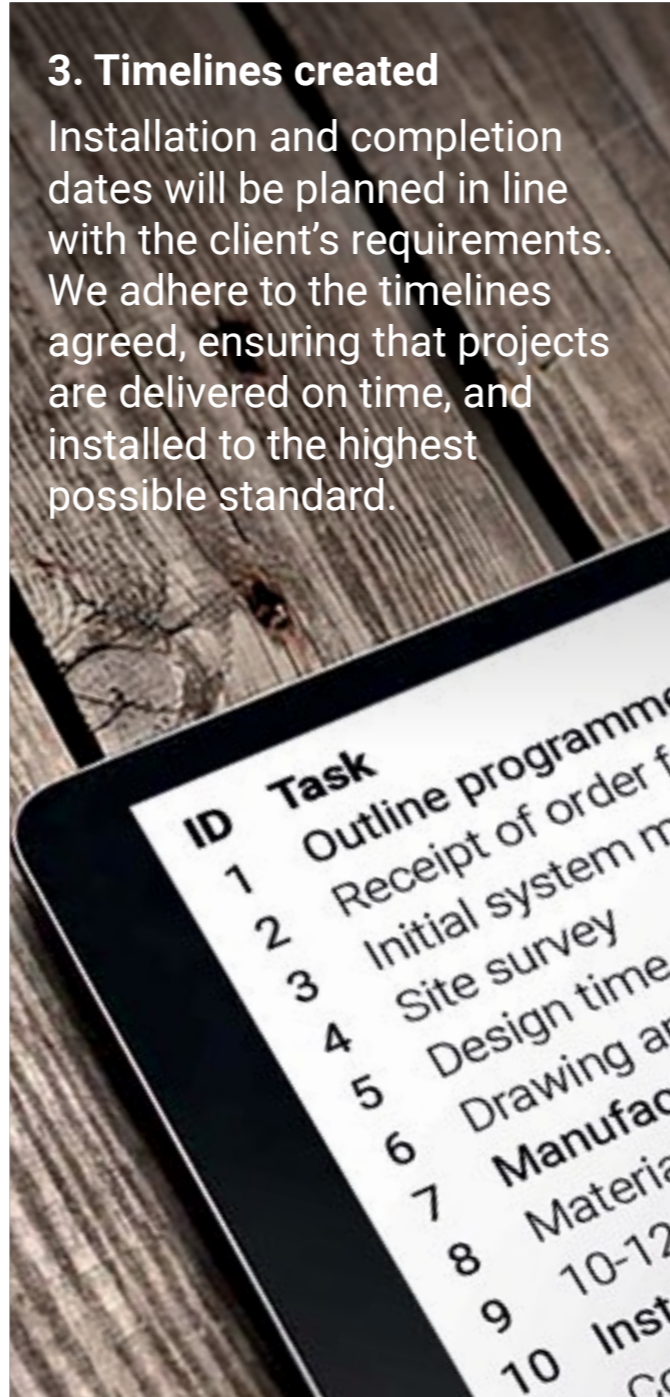 3. Timelines created
Installation and completion
dates will be planned in line
with the client’s requirements.
We adhere to the timelines
agreed, ensuring that projects
are delivered on time, and
installed to the highest
possible standard.
ID Task
1 Outline programme
2 Receipt of order
3 Initial system
4 Site survey
5 Design time
6 Drawing
7
8
9 10-12
10